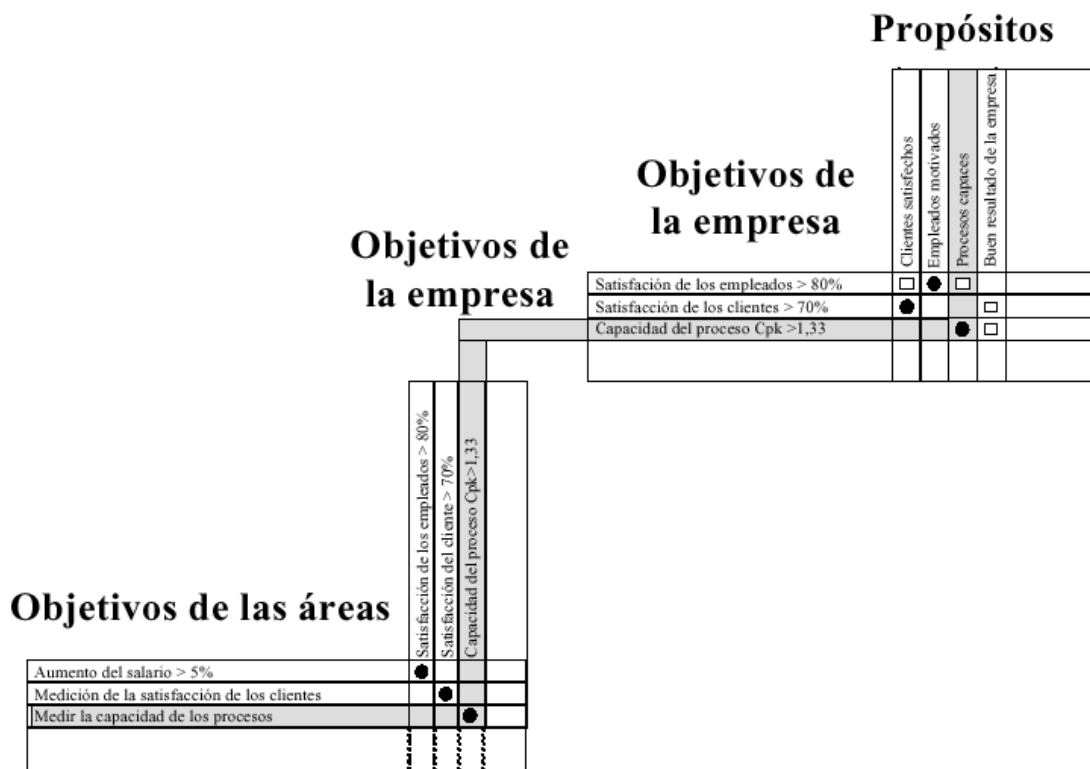 Propósitos
Clientes satisfechos
Empleados motivados
Procesos capaces
Buen resultado de la empresa
Objetivos de
la empresa
Satisfación de los empleados > 80%
Satisfacción de los clientes > 70%
Capacidad del proceso Cpk >1,33
Objetivos de
la empresa
Satisfacción de los empleados > 80%
Satisfacción del cliente > 70%
Capacidad del proceso Cpk>1,33
Objetivos de las áreas
Aumento del salario > 5%
Medición de la satisfacción de los clientes
Medir la capacidad de los procesos